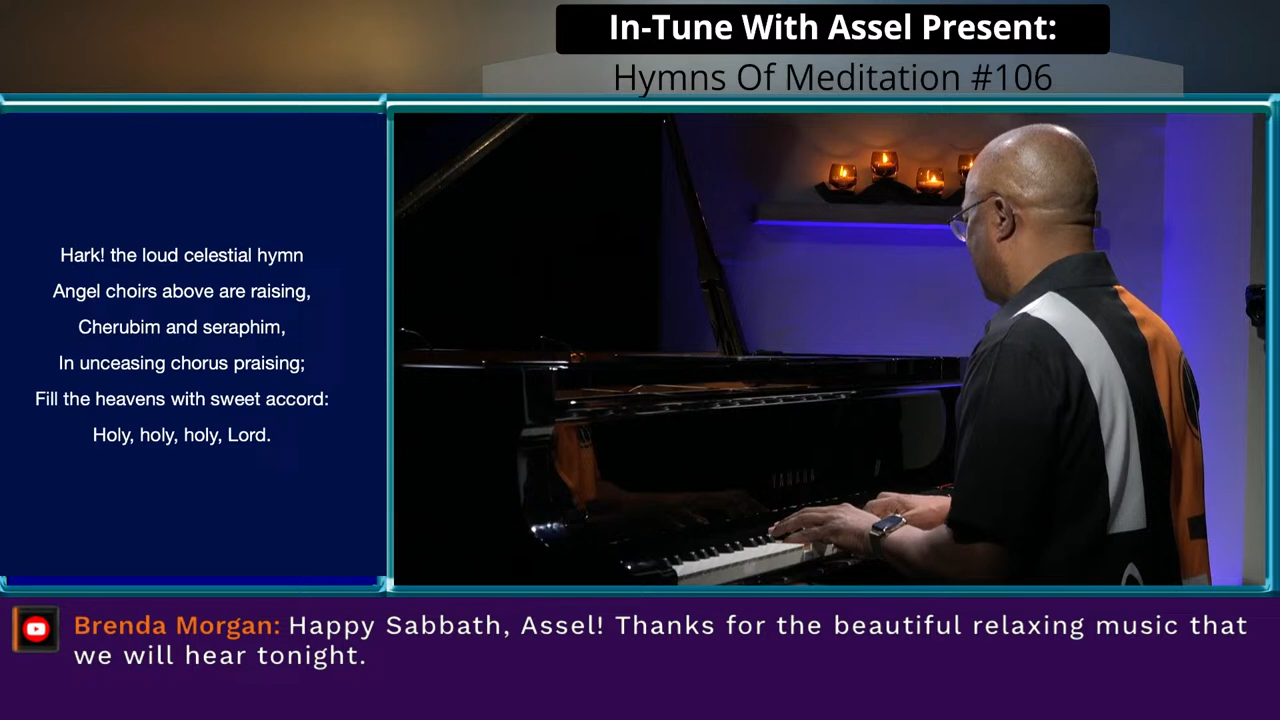 In-Tune With Assel Present:
Hymns Of Meditation #106
Hark! the loud celestial hymn
Angel choirs above are raising,
Cherubim and seraphim,
In unceasing chorus praising;
Fill the heavens with sweet accord:
Holy, holy, holy, Lord.
YAMAHA
Brenda Morgan: Happy Sabbath, Assel! Thanks for the beautiful relaxing music that
we will hear tonight.